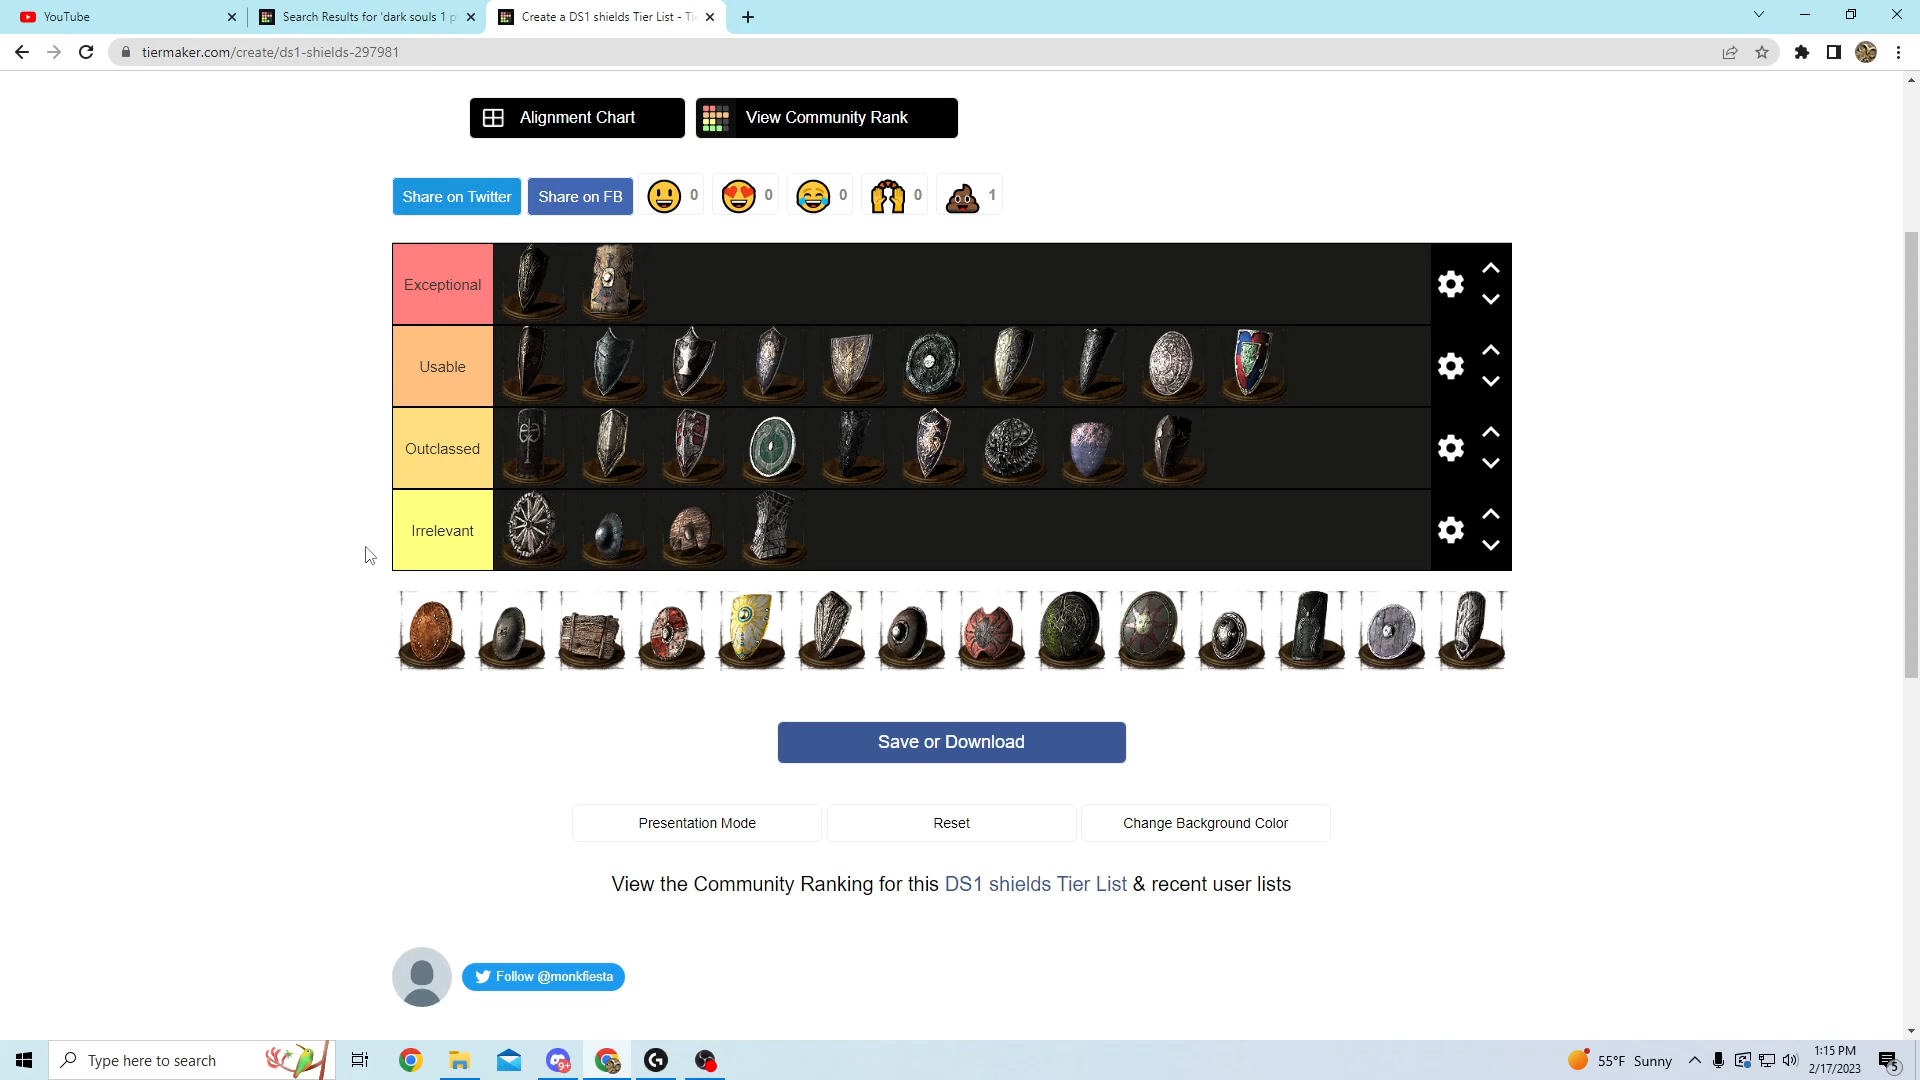 YouTube
Search Results for 'dark souls 1 p
Create a DS1 shields Tier List - Ti
tiermaker.com/create/ds1-shields-297981
Alignment Chart
View Community Rank
Share on Twitter
Share on FB
0
0
0
0
1
Exceptional
Usable
Outclassed
Irrelevant
Save or Download
Presentation Mode
Reset
Change Background Color
View the Community Ranking for this DS1 shields Tier List & recent user lists
Follow @monkfiesta
Type here to search
9+
55°F Sunny
1:15 PM
2/17/2023
5